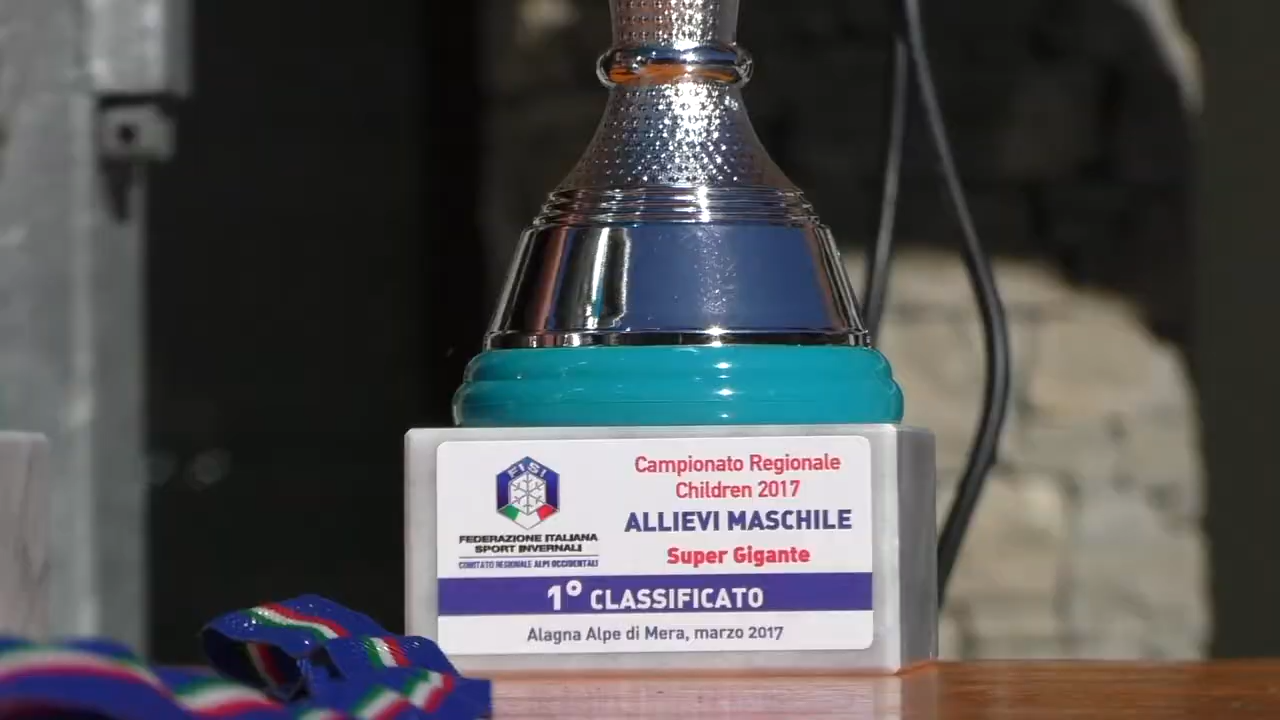 FISI
FEDERAZIONE ITALIANA
SPORT INVERNALI
COMITATO REGIONALE ALPI OCCIDENTALI
Campionato Regionale
Children 2017
ALLIEVI MASCHILE
Super Gigante
1° CLASSIFICATO
Alagna Alpe di Mera, marzo 2017